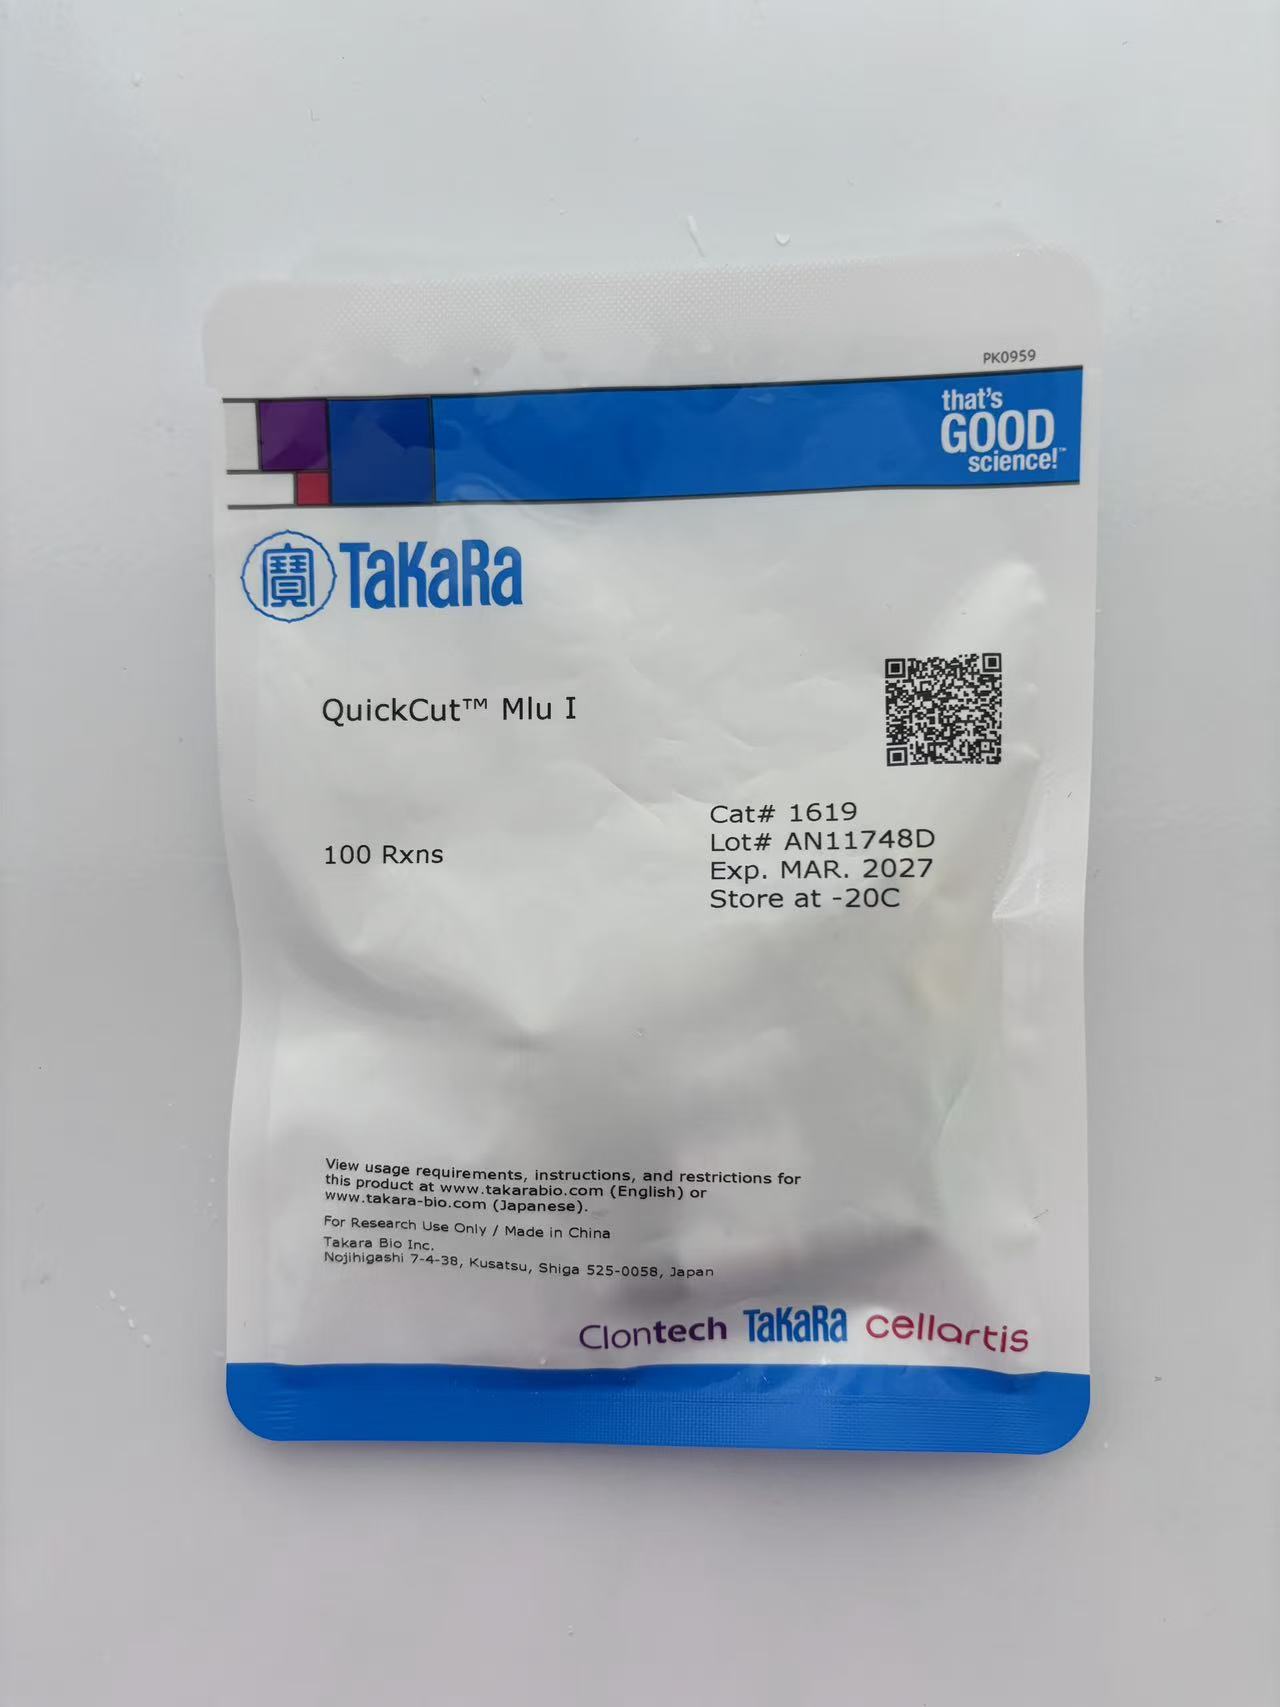 PK0959
that's
GOOD
science!™
寶 TaKaRa
QuickCut™ Mlu I
Cat# 1619
Lot# AN11748D
100 Rxns
Exp. MAR. 2027
Store at -20C
View usage requirements, instructions, and restrictions for
this product at www.takarabio.com (English) or
www.takara-bio.com (Japanese).
For Research Use Only / Made in China
Takara Bio Inc.
Nojihigashi 7-4-38, Kusatsu, Shiga 525-0058, Japan
Clontech TaKaRa cellartis